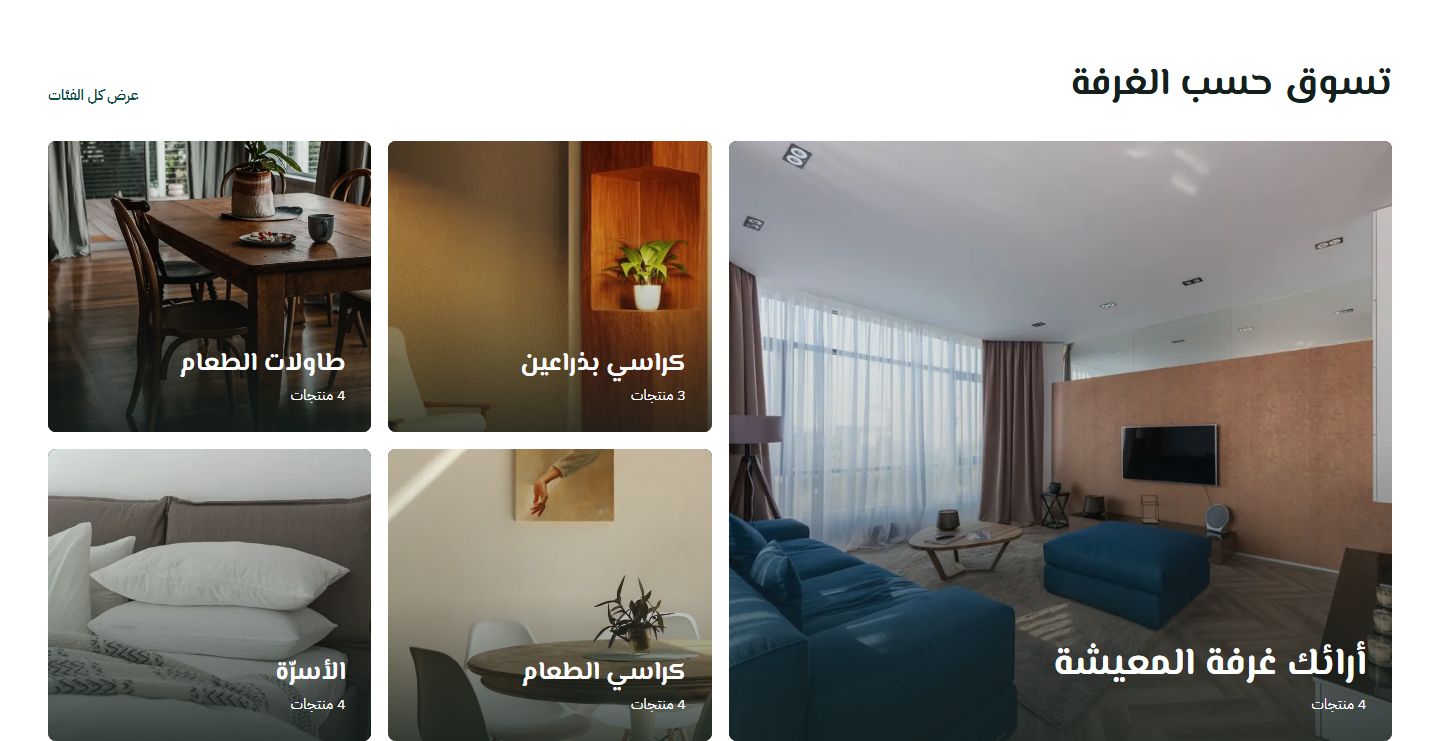 تسوق حسب الغرفة
عرض كل الفئات
أرائك غرفة المعيشة
4 منتجات
كراسي بذراعين
3 منتجات
طاولات الطعام
4 منتجات
كراسي الطعام
4 منتجات
الأسرّة
4 منتجات